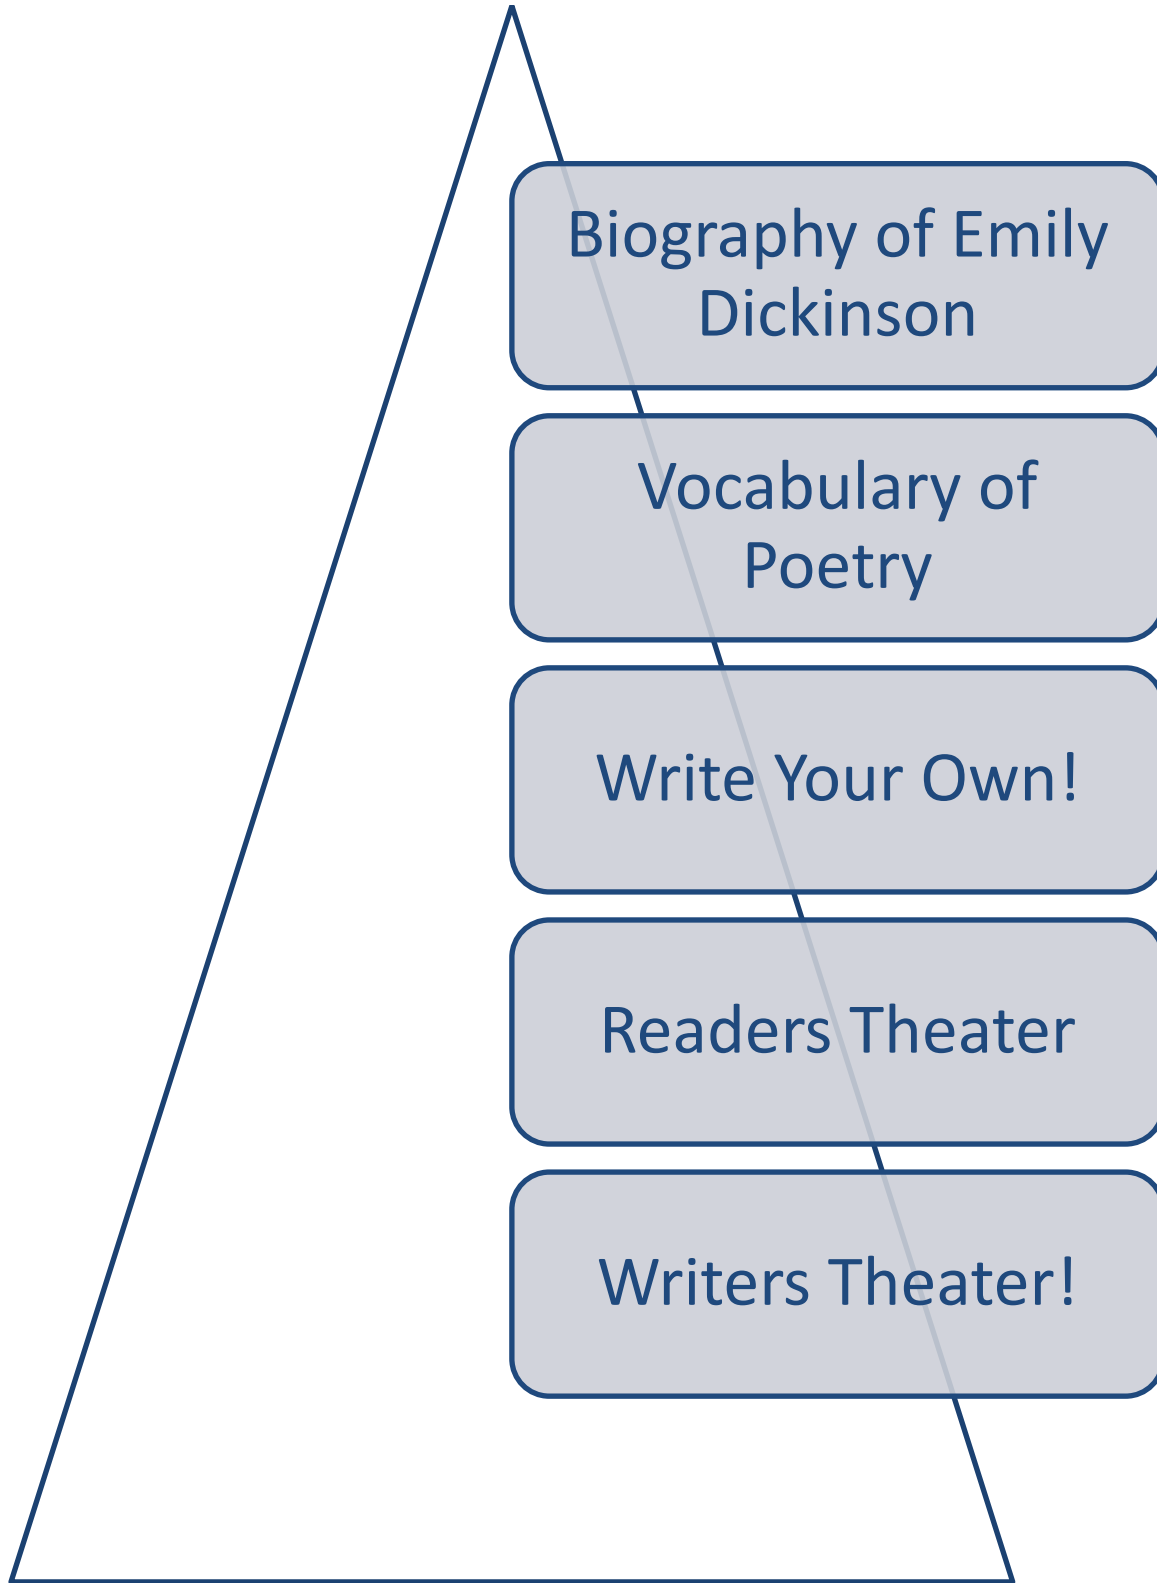 Biography of Emily
Dickinson
Vocabulary of
Poetry
Write Your Own!
Readers Theater
Writers Theater!